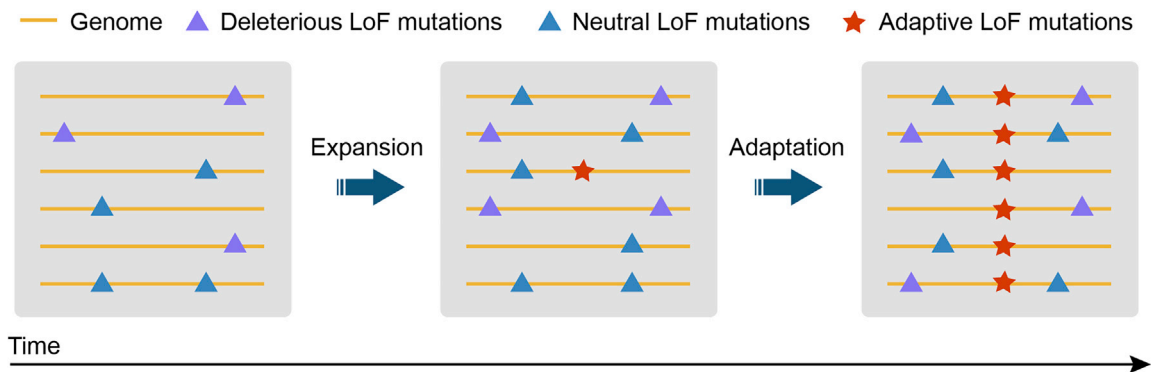 Genome Deleterious LoF mutations Neutral LoF mutations Adaptive LoF mutations
Expansion Adaptation
Time